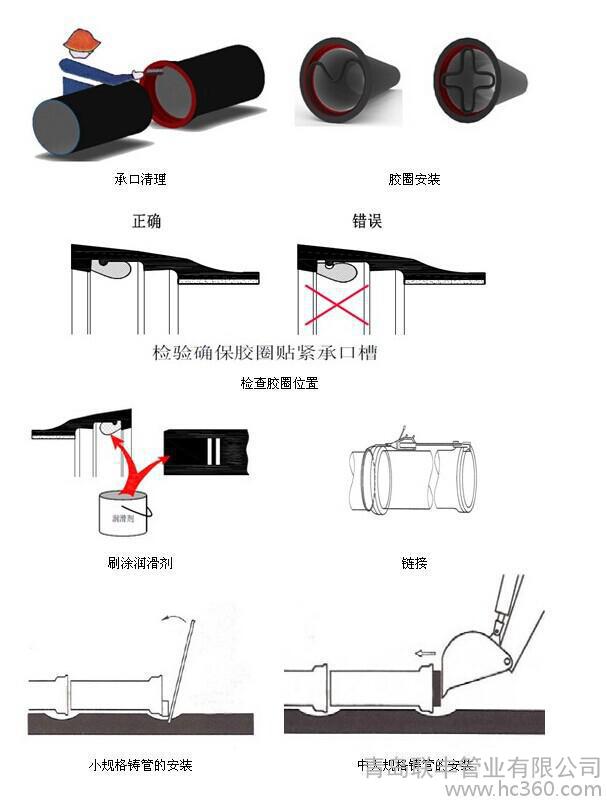 承口清理
胶圈安装
正确
错误
检验确保胶圈贴紧承口槽
检查胶圈位置
润滑剂
刷涂润滑剂
链接
小规格铸管的安装
中大规格铸管的安装
青岛联中管业有限公司
www.hc360.com